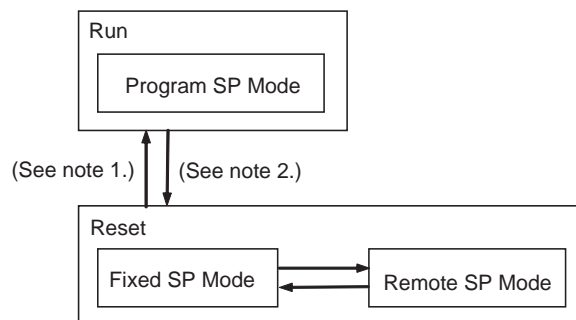 Run
Program SP Mode
(See note 1.) (See note 2.)
Reset
Fixed SP Mode Remote SP Mode